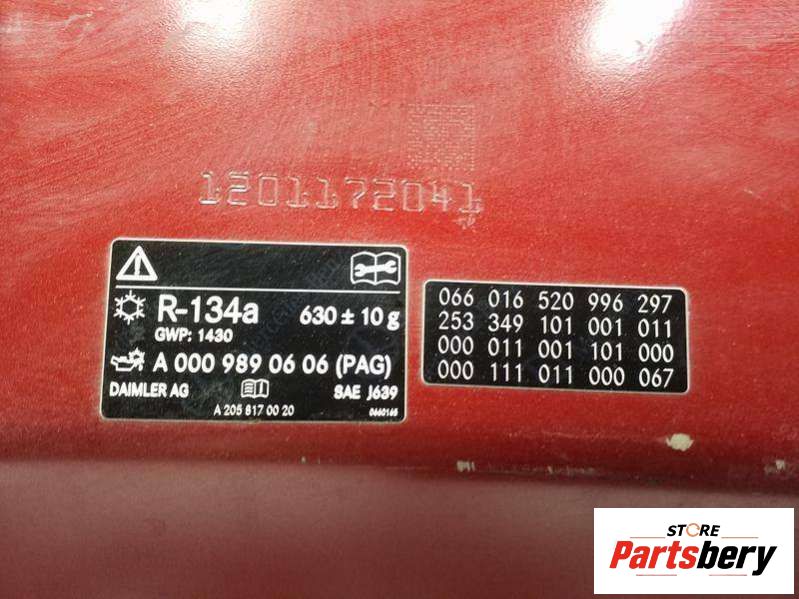 1201172041
R-134a 630 ± 10 g
GWP: 1430
A 000 989 06 06 (PAG)
DAIMLER AG SAE J639
A 205 817 00 20 0660165
066 016 520 996 297
253 349 101 001 011
000 011 001 101 000
000 111 011 000 067
STORE
Partsbery